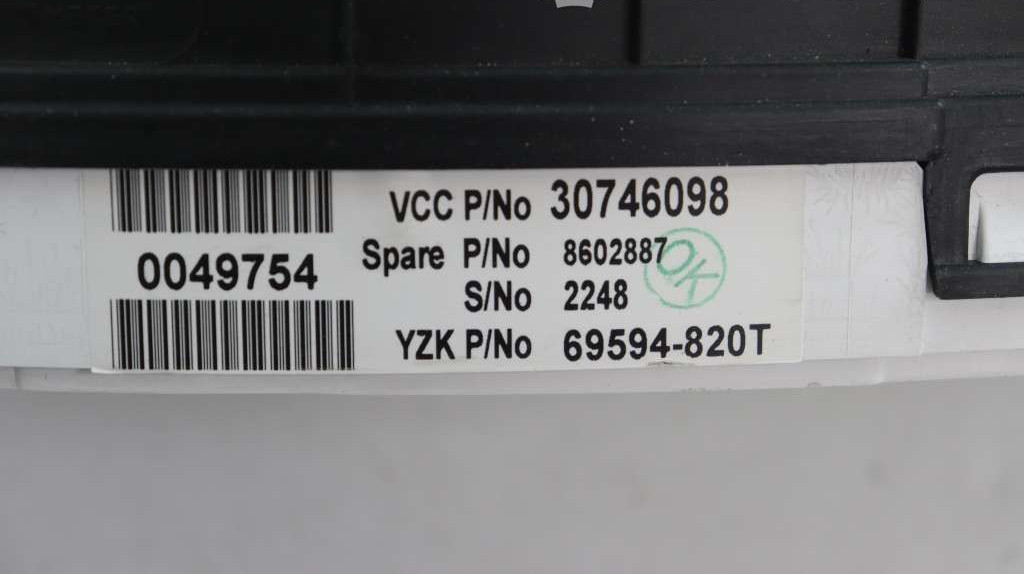 VCC P/No 30746098
0049754
Spare P/No 8602887
OK
S/No 2248
YZK P/No 69594-820T